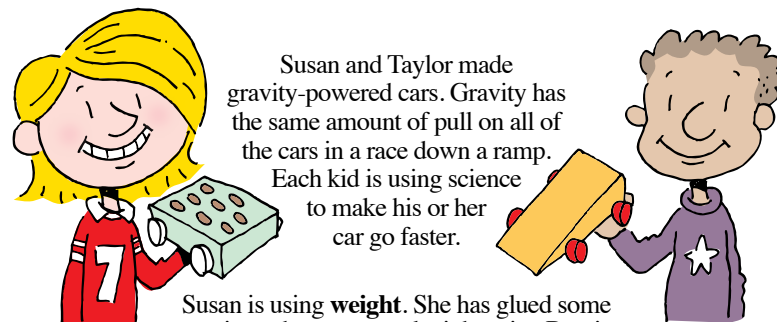 Susan and Taylor made
gravity-powered cars. Gravity has
the same amount of pull on all of
the cars in a race down a ramp.
Each kid is using science
to make his or her
car go faster.
7
Susan is using weight. She has glued some